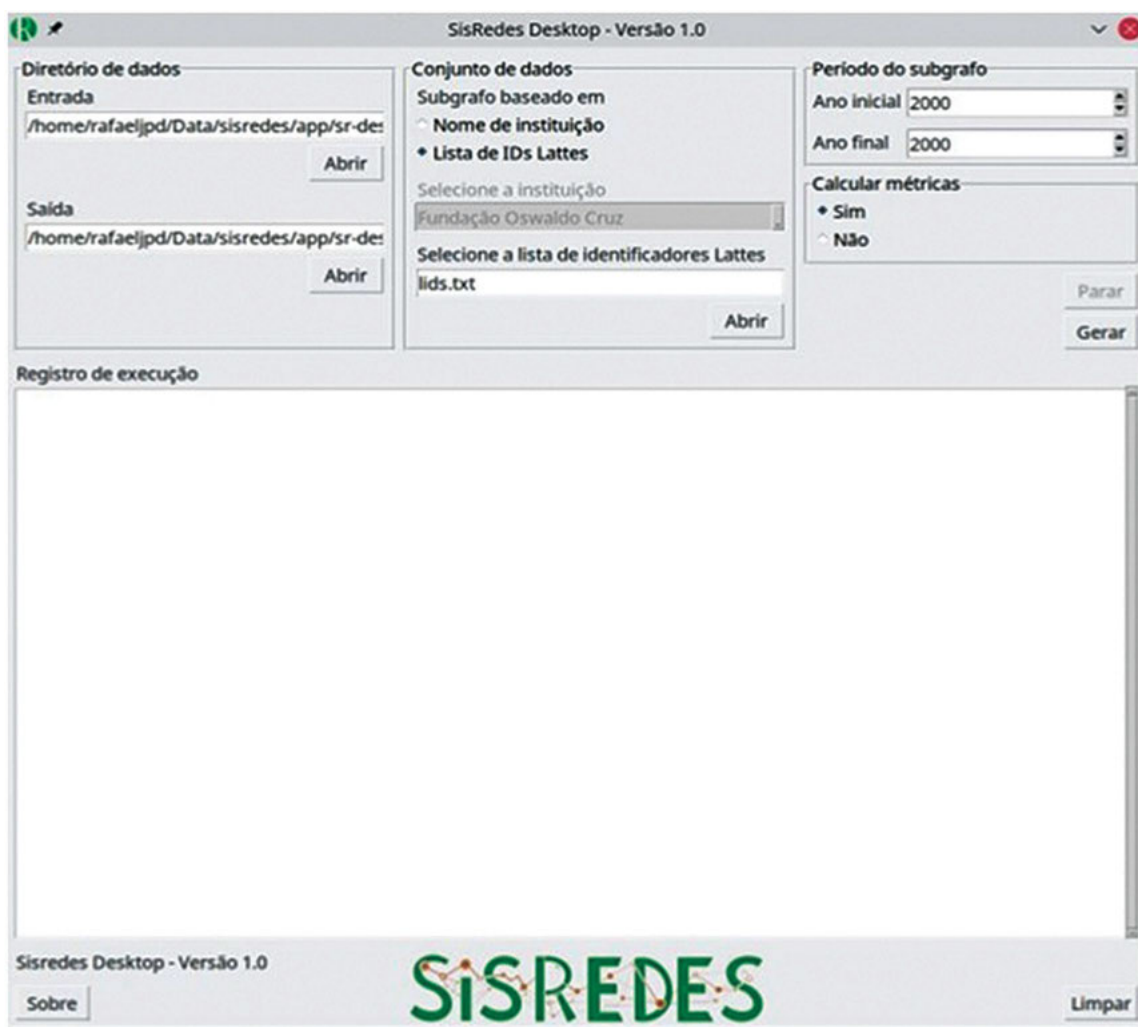 SisRedes Desktop - Versão 1.0
Diretório de dados
Entrada
/home/rafaeljpd/Data/sisredes/app/sr-des
Abrir
Saída
/home/rafaeljpd/Data/sisredes/app/sr-des
Abrir
Conjunto de dados
Subgrafo baseado em
Nome de instituição
Lista de IDs Lattes
Selecione a instituição
Fundação Oswaldo Cruz
Selecione a lista de identificadores Lattes
lids.txt
Abrir
Período do subgrafo
Ano inicial 2000
Ano final 2000
Calcular métricas
Sim
Não
Parar
Gerar
Registro de execução
Sisredes Desktop - Versão 1.0
Sobre
SiSREDES
Limpar